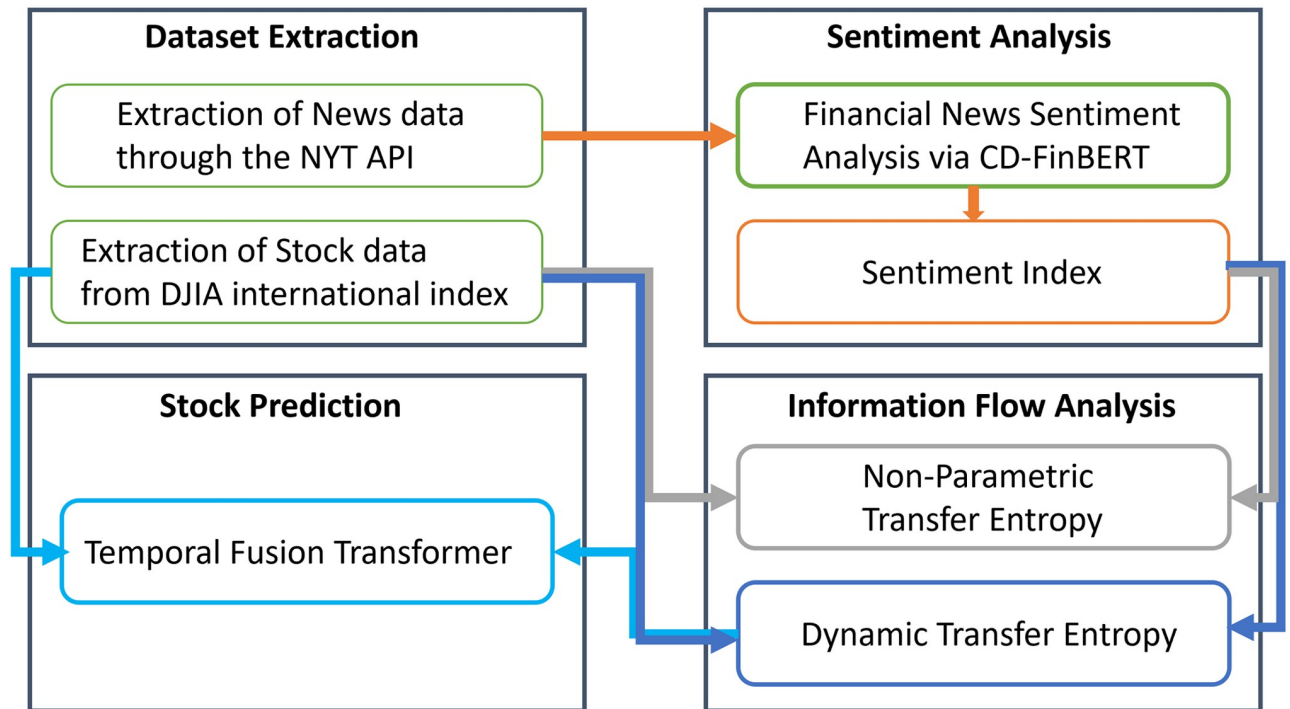 Dataset Extraction
Extraction of News data
through the NYT API
Extraction of Stock data
from DJIA international index
Sentiment Analysis
Financial News Sentiment
Analysis via CD-FinBERT
Sentiment Index
Stock Prediction
Temporal Fusion Transformer
Information Flow Analysis
Non-Parametric
Transfer Entropy
Dynamic Transfer Entropy